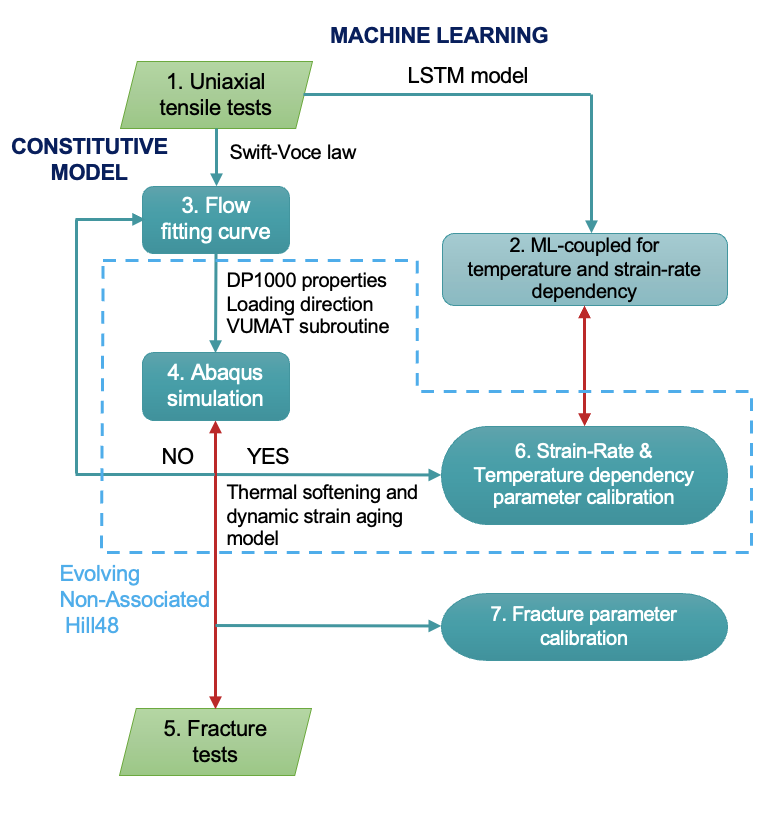 MACHINE LEARNING
1. Uniaxial
tensile tests
LSTM model
CONSTITUTIVE
MODEL
Swift-Voce law
3. Flow
fitting curve
2. ML-coupled for
temperature and strain-rate
dependency
DP1000 properties
Loading direction
VUMAT subroutine
4. Abaqus
simulation
NO
YES
6. Strain-Rate &
Temperature dependency
parameter calibration
Thermal softening and
dynamic strain aging
model
Evolving
Non-Associated
Hill48
7. Fracture parameter
calibration
5. Fracture
tests